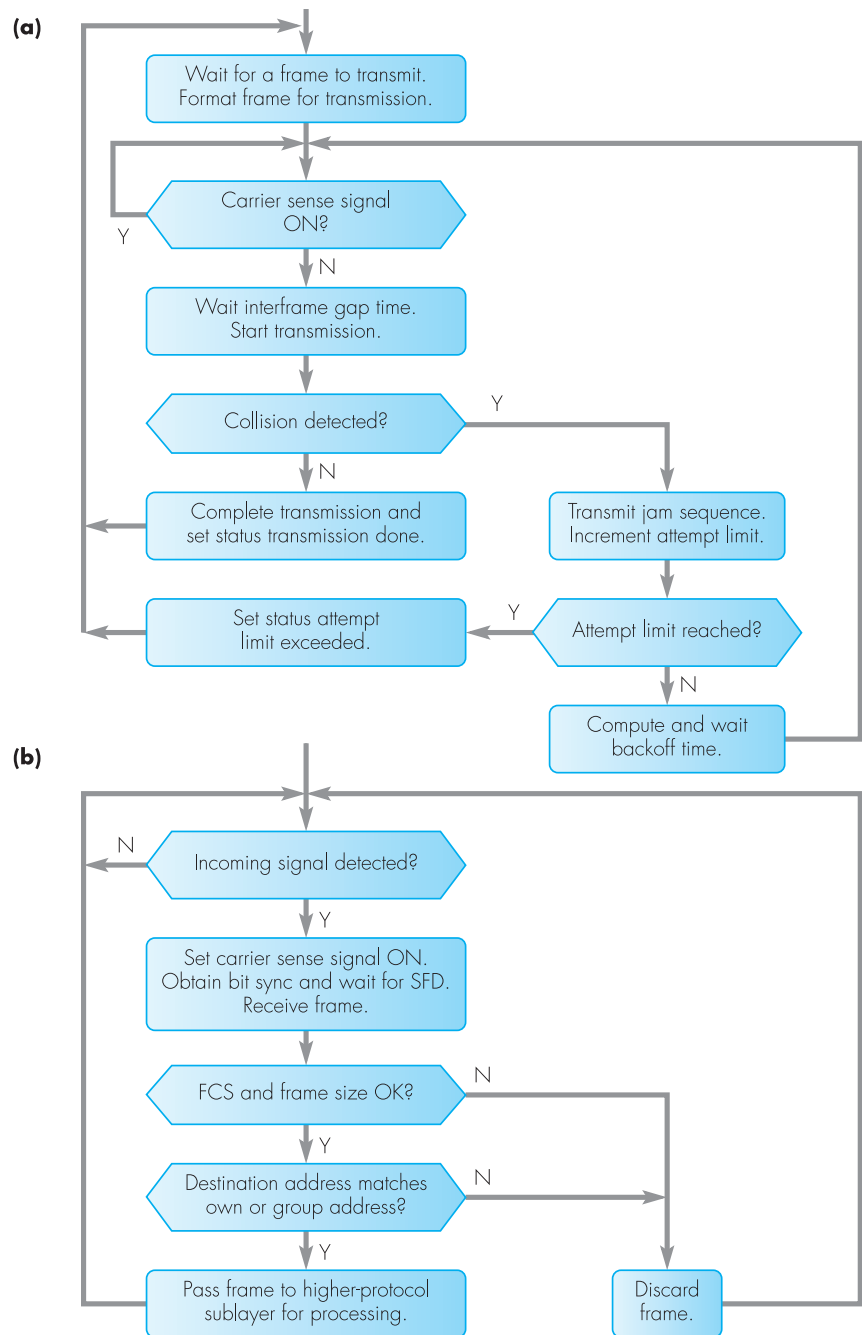 (a)
Wait for a frame to transmit.
Format frame for transmission.
Carrier sense signal
ON?
Y
N
Wait interframe gap time.
Start transmission.
Collision detected?
Y
N
Complete transmission and
set status transmission done.
Transmit jam sequence.
Increment attempt limit.
Set status attempt
limit exceeded.
Y
Attempt limit reached?
N
Compute and wait
backoff time.
(b)
N
Incoming signal detected?
Y
Set carrier sense signal ON.
Obtain bit sync and wait for SFD.
Receive frame.
FCS and frame size OK?
N
Y
Destination address matches
own or group address?
N
Y
Pass frame to higher-protocol
sublayer for processing.
Discard
frame.